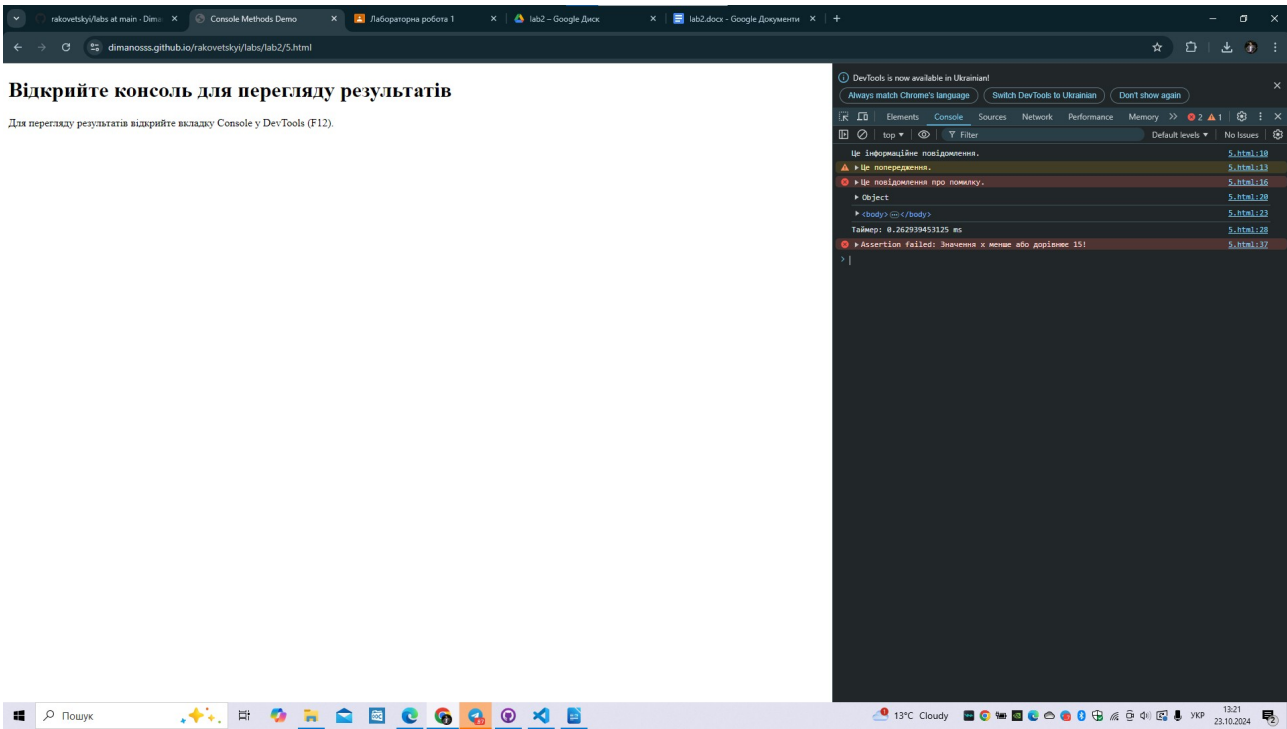 rakovetskyi/labs at main · Dima
Console Methods Demo
Лабораторна робота 1
lab2 – Google Диск
lab2.docx - Google Документи
dimanosss.github.io/rakovetskyi/labs/lab2/5.html
Відкрийте консоль для перегляду результатів
Для перегляду результатів відкрийте вкладку Console у DevTools (F12).
DevTools is now available in Ukrainian!
Always match Chrome's language Switch DevTools to Ukrainian Don't show again
Elements Console Sources Network Performance Memory 2 1
top Filter Default levels No Issues
Це інформаційне повідомлення. 5.html:10
Це попередження. 5.html:13
Це повідомлення про помилку. 5.html:16
Object 5.html:20
<body>…</body> 5.html:23
Таймер: 0.262939453125 ms 5.html:28
Assertion failed: Значення x менше або дорівнює 15! 5.html:37
Пошук
87
13°C Cloudy
УКР
13:21
23.10.2024
2